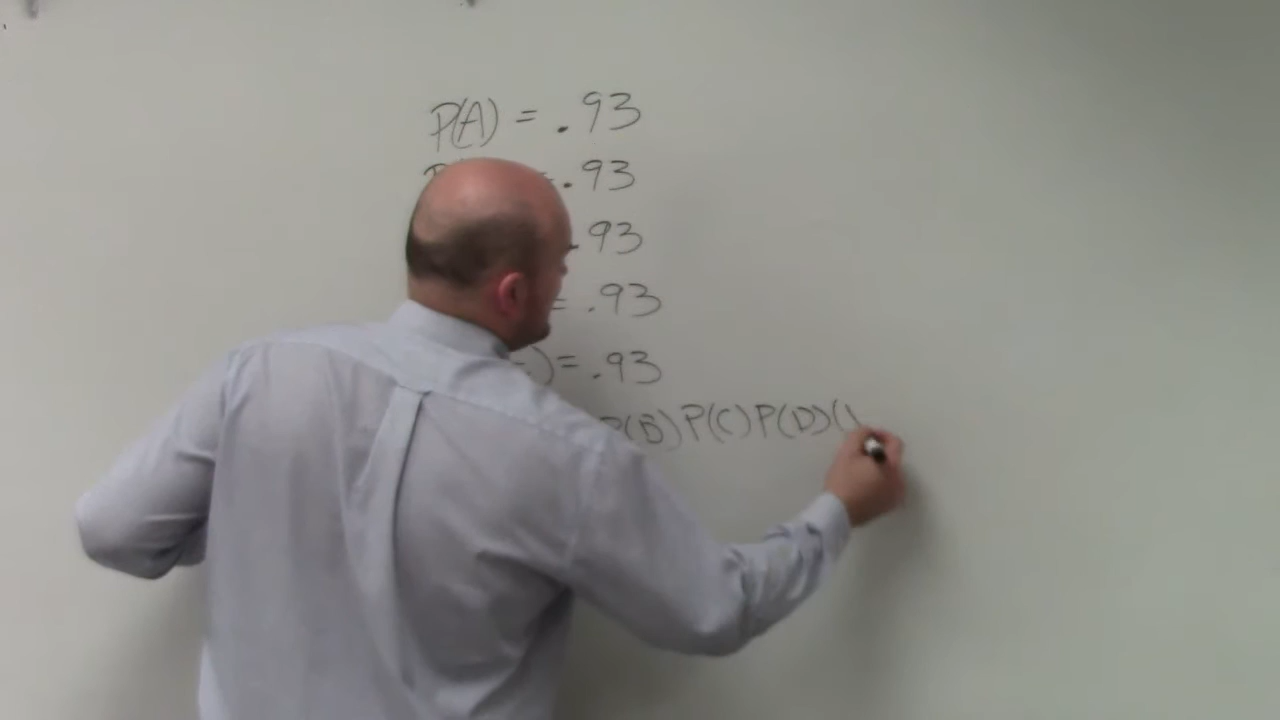 P(A) = .93
= .93
.93
= .93
) = .93
P(B) P(C) P(D) (